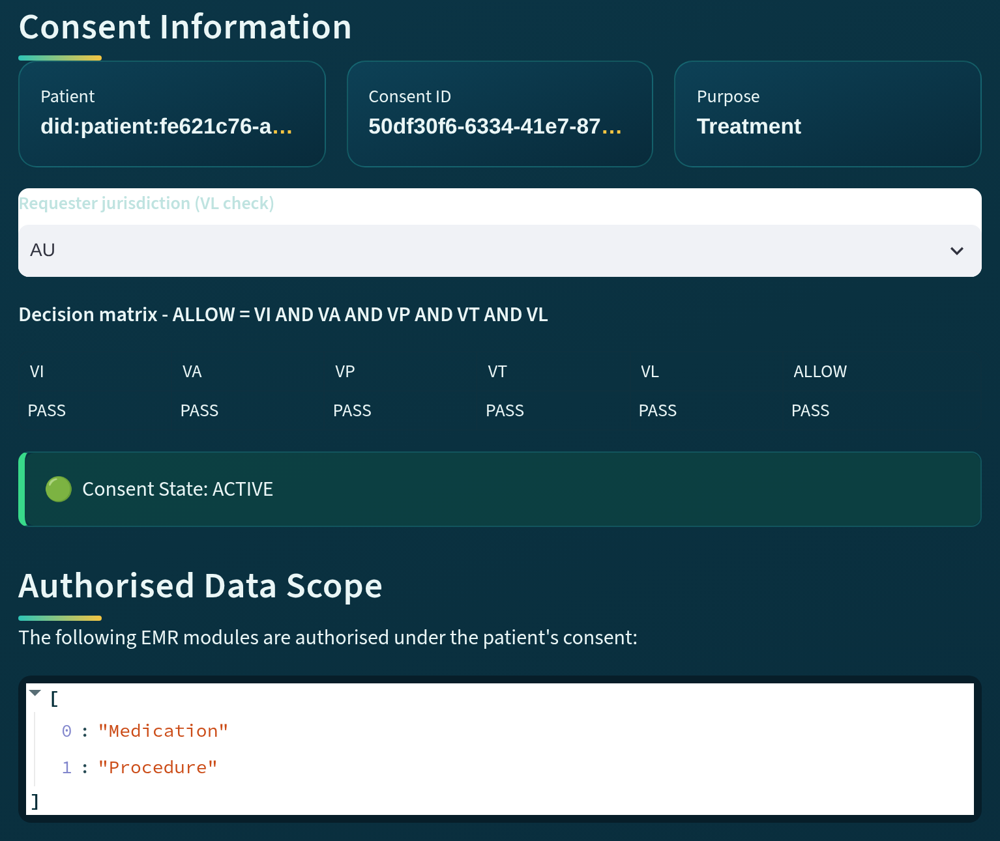 Consent Information
Patient
did:patient:fe621c76-a...
Consent ID
50df30f6-6334-41e7-87...
Purpose
Treatment
Requester jurisdiction (VL check)
AU
Decision matrix - ALLOW = VI AND VA AND VP AND VT AND VL
VI VA VP VT VL ALLOW
PASS PASS PASS PASS PASS PASS
Consent State: ACTIVE
Authorised Data Scope
The following EMR modules are authorised under the patient's consent:
[
0 : "Medication"
1 : "Procedure"
]